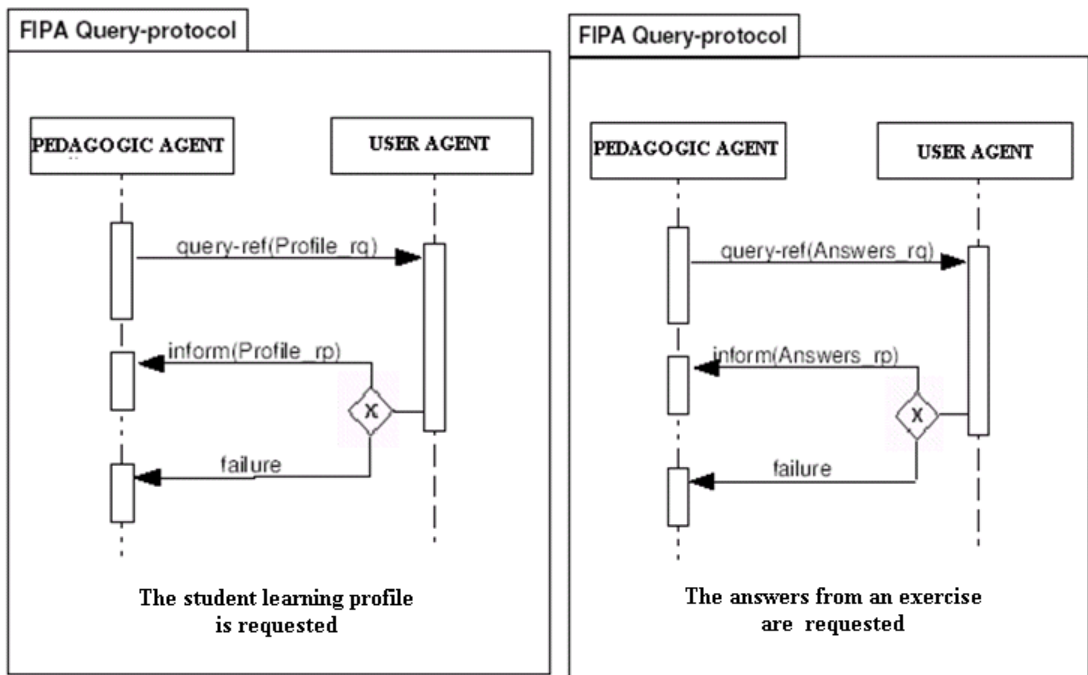 FIPA Query-protocol
PEDAGOGIC AGENT
USER AGENT
query-ref(Profile_rq)
inform(Profile_rp)
X
failure
The student learning profile
is requested
FIPA Query-protocol
PEDAGOGIC AGENT
USER AGENT
query-ref(Answers_rq)
inform(Answers_rp)
X
failure
The answers from an exercise
are requested